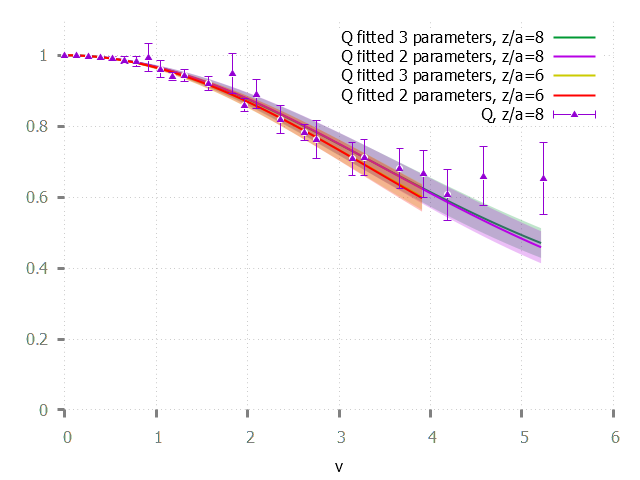 Q fitted 3 parameters, z/a=8
Q fitted 2 parameters, z/a=8
Q fitted 3 parameters, z/a=6
Q fitted 2 parameters, z/a=6
Q, z/a=8
1
0.8
0.6
0.4
0.2
0
0 1 2 3 4 5 6
v